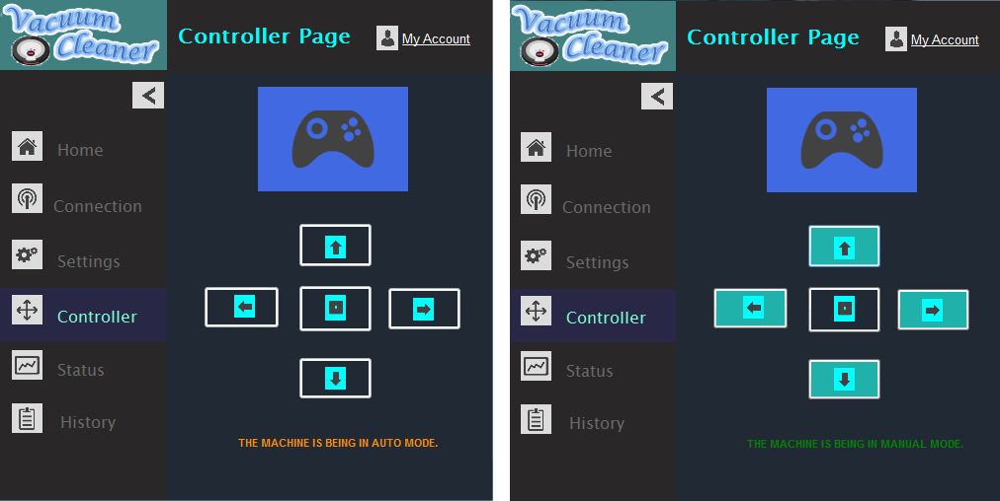 Vacuum
Cleaner
Controller Page
My Account
Home
Connection
Settings
Controller
Status
History
THE MACHINE IS BEING IN AUTO MODE.
Vacuum
Cleaner
Controller Page
My Account
Home
Connection
Settings
Controller
Status
History
THE MACHINE IS BEING IN MANUAL MODE.